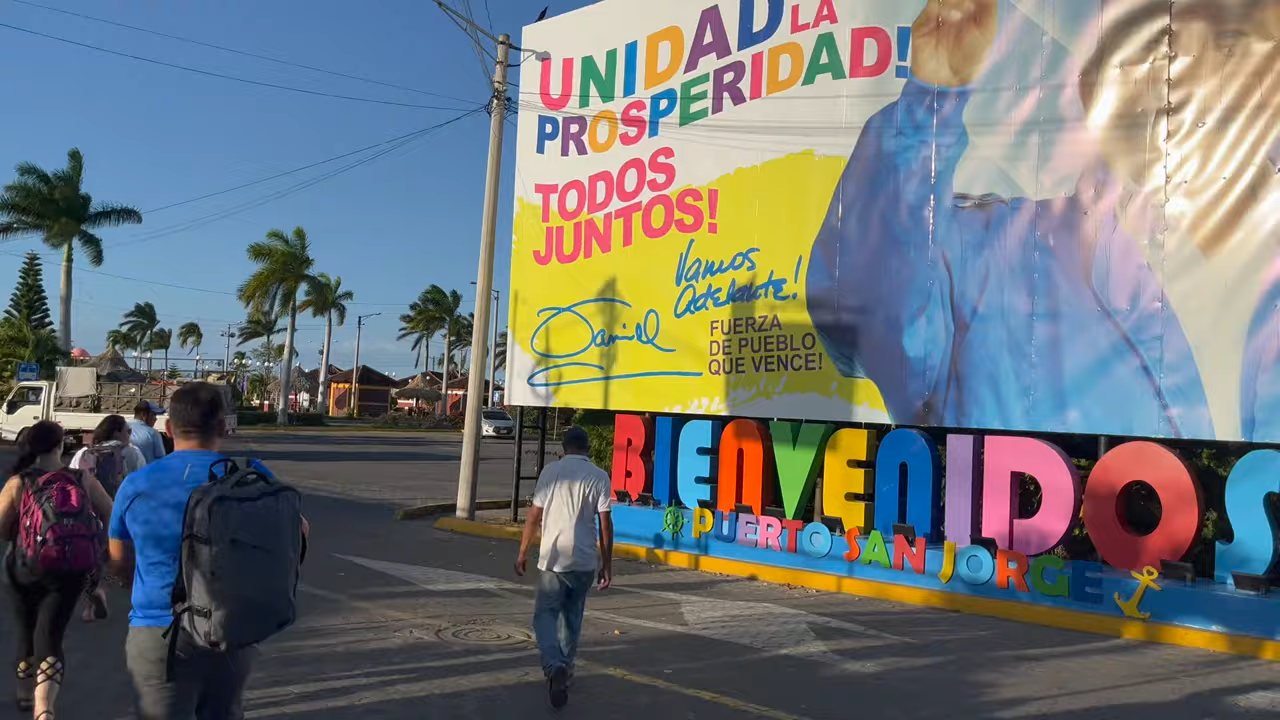 UNIDAD LA
PROSPERIDAD!
TODOS
JUNTOS!
Vamos
adelante!
Daniel
FUERZA
DE PUEBLO
QUE VENCE!
BIENVENIDOS
PUERTO SAN JORGE